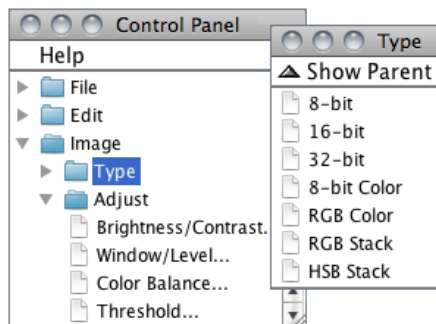 Control Panel
Help
File
Edit
Image
Type
Adjust
Brightness/Contrast.
Window/Level...
Color Balance...
Threshold...
Type
Show Parent
8-bit
16-bit
32-bit
8-bit Color
RGB Color
RGB Stack
HSB Stack